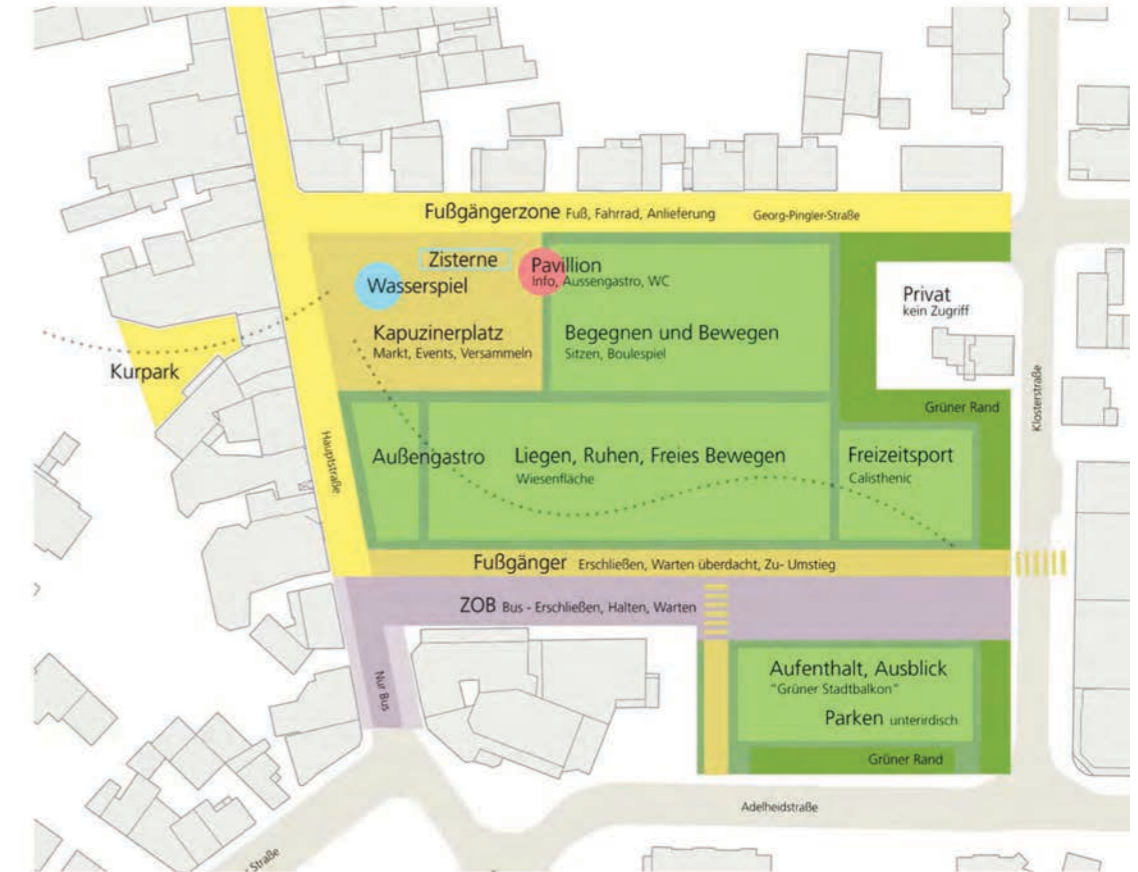 Fußgängerzone Fuß, Fahrrad, Anlieferung Georg-Pingler-Straße
Zisterne
Wasserspiel
Pavillion
Info, Aussengastro, WC
Privat
kein Zugriff
Kapuzinerplatz
Markt, Events, Versammeln
Begegnen und Bewegen
Sitzen, Boulespiel
Kurpark
Grüner Rand
Klosterstraße
Hauptstraße
Außengastro
Liegen, Ruhen, Freies Bewegen
Wiesenfläche
Freizeitsport
Calisthenic
Fußgänger Erschließen, Warten überdacht, Zu- Umstieg
ZOB Bus - Erschließen, Halten, Warten
Nur Bus
Aufenthalt, Ausblick
"Grüner Stadtbalkon"
Parken unterirdisch
Grüner Rand
Adelheidstraße
Straße